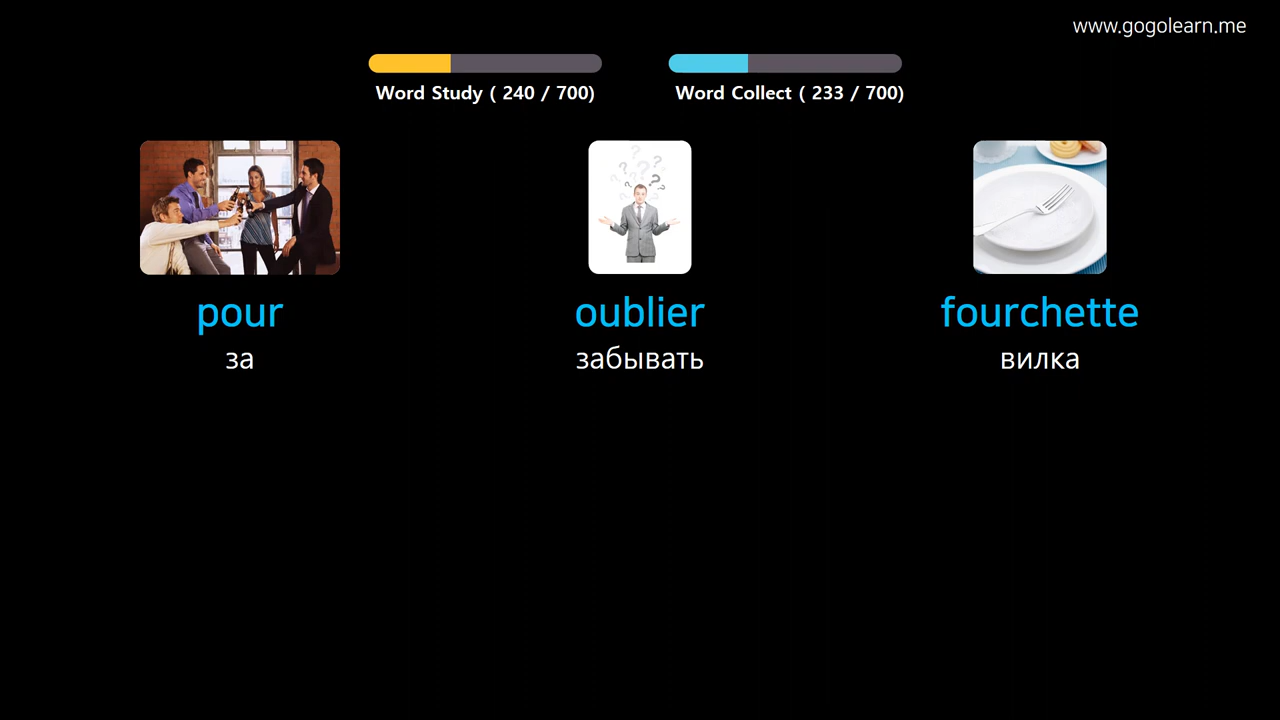 www.gogolearn.me
Word Study ( 240 / 700)
Word Collect ( 233 / 700)
pour
oublier
fourchette
за
забывать
вилка